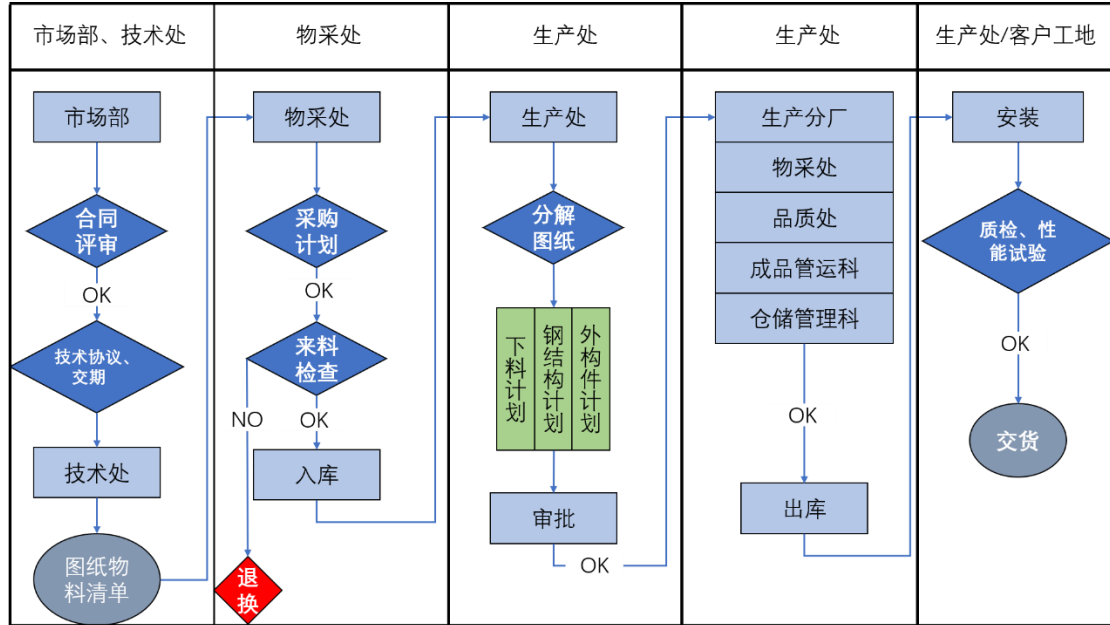 市场部、技术处
物采处
生产处
生产处
生产处/客户工地
市场部
合同
评审
OK
技术协议、
交期
技术处
图纸物
料清单
物采处
采购
计划
OK
来料
检查
NO
OK
入库
退
换
生产处
分解
图纸
下料计划
钢结构计划
外构件计划
审批
OK
生产分厂
物采处
品质处
成品管运科
仓储管理科
OK
出库
安装
质检、性
能试验
OK
交货